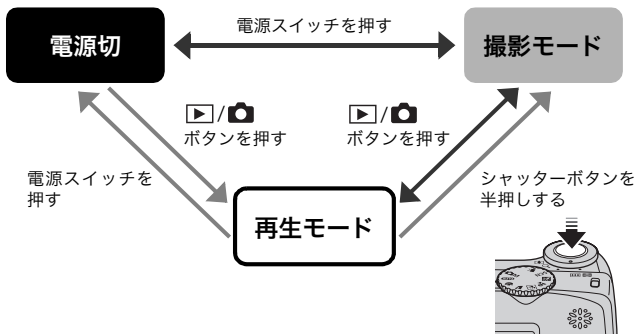 電源スイッチを押す
電源切
撮影モード
/
ボタンを押す
/
ボタンを押す
電源スイッチを
押す
シャッターボタンを
半押しする
再生モード